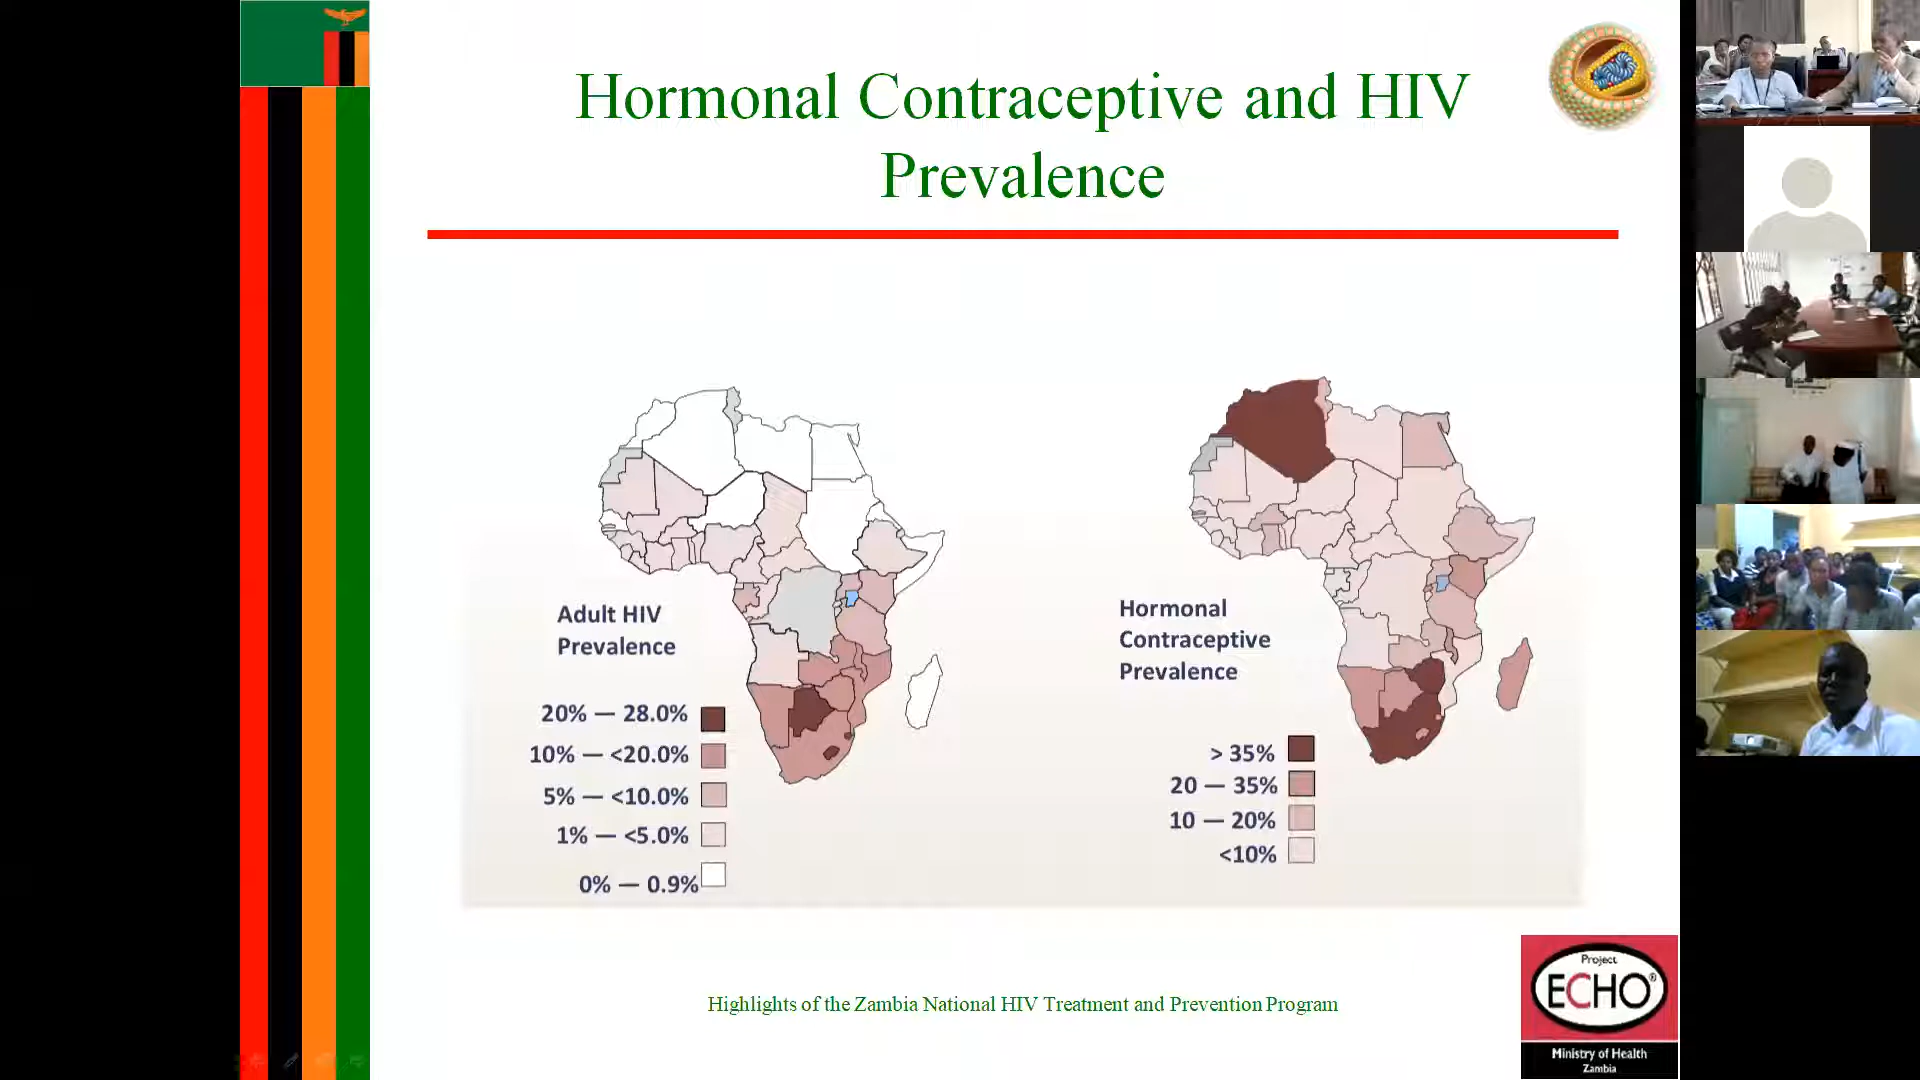 Hormonal Contraceptive and HIV
Prevalence
Adult HIV
Prevalence
20% — 28.0%
10% — <20.0%
5% — <10.0%
1% — <5.0%
0% — 0.9%
Hormonal
Contraceptive
Prevalence
> 35%
20 — 35%
10 — 20%
<10%
Highlights of the Zambia National HIV Treatment and Prevention Program
Project
ECHO®
Ministry of Health
Zambia